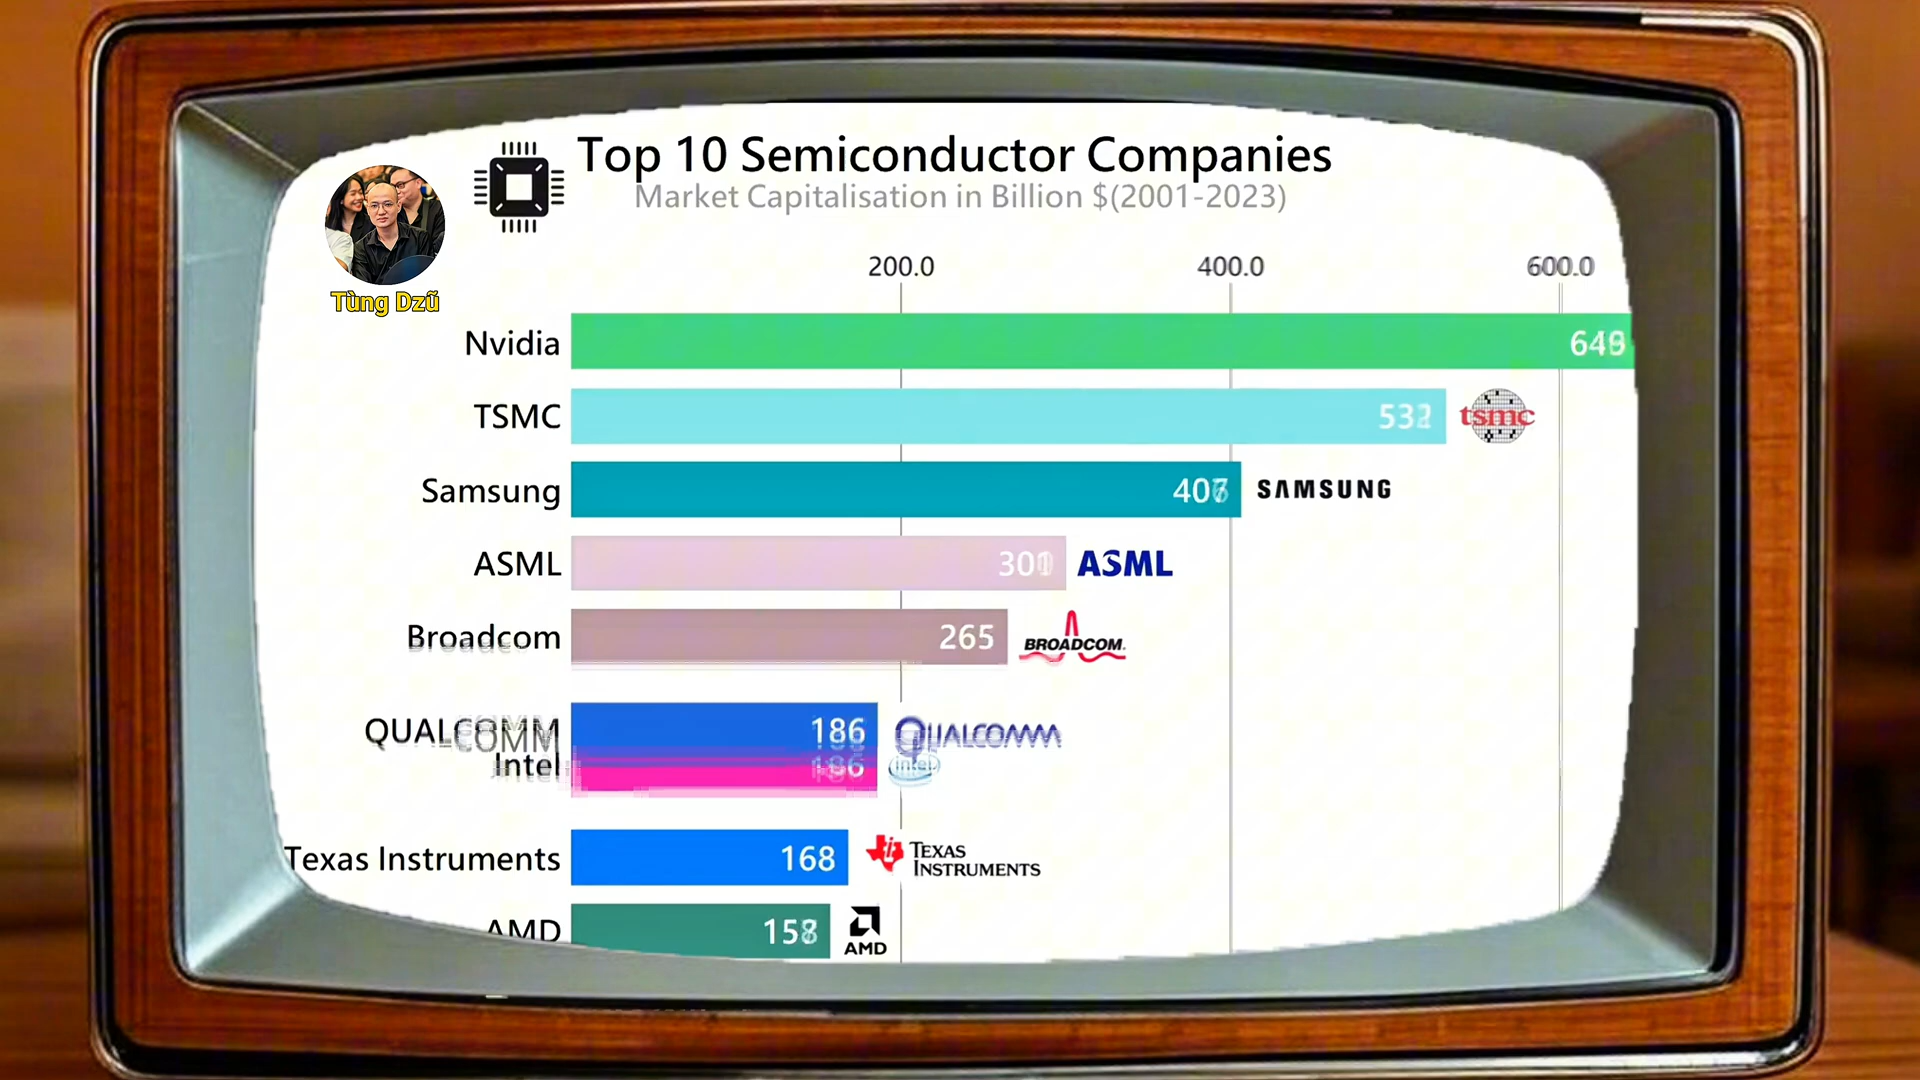 Top 10 Semiconductor Companies
Market Capitalisation in Billion $(2001-2023)
Tùng Dzũ
200.0 400.0 600.0
Nvidia
TSMC tsmc
Samsung SAMSUNG
ASML ASML
Broadcom 265 BROADCOM.
QUALCOMM 186 QUALCOMM
Intel 186 intel
Texas Instruments 168 TEXAS
INSTRUMENTS
AMD AMD